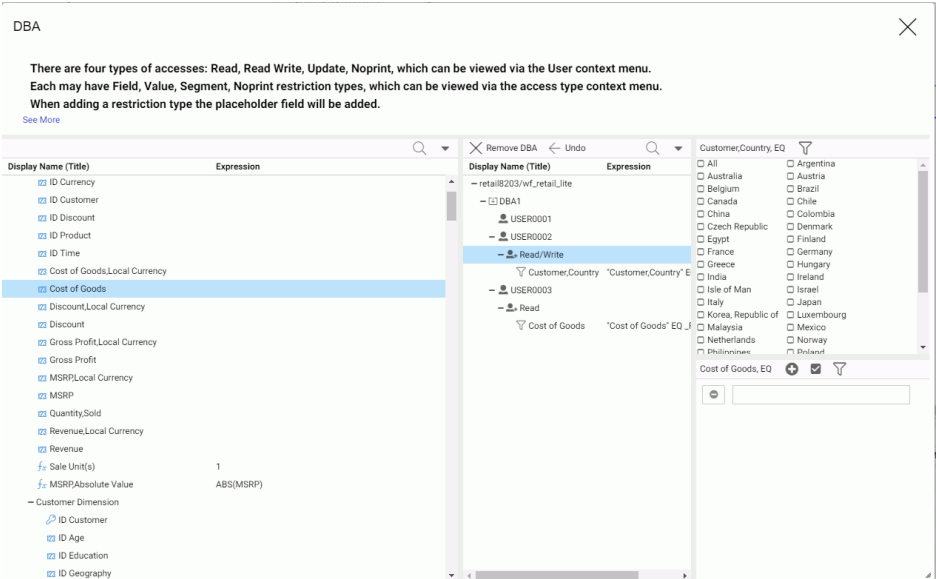 DBA
There are four types of accesses: Read, Read Write, Update, Noprint, which can be viewed via the User context menu.
Each may have Field, Value, Segment, Noprint restriction types, which can be viewed via the access type context menu.
When adding a restriction type the placeholder field will be added.
See More
Display Name (Title) Expression
ID Currency
ID Customer
ID Discount
ID Product
ID Time
Cost of Goods,Local Currency
Cost of Goods
Discount,Local Currency
Discount
Gross Profit,Local Currency
Gross Profit
MSRP,Local Currency
MSRP
Quantity,Sold
Revenue,Local Currency
Revenue
Sale Unit(s) 1
MSRP,Absolute Value ABS(MSRP)
Customer Dimension
ID Customer
ID Age
ID Education
ID Geography
Remove DBA Undo
Display Name (Title) Expression
retail8203/wf_retail_lite
DBA1
USER0001
USER0002
Read/Write
Customer,Country "Customer,Country" E
USER0003
Read
Cost of Goods "Cost of Goods" EQ _F
Customer,Country, EQ
All Argentina
Australia Austria
Belgium Brazil
Canada Chile
China Colombia
Czech Republic Denmark
Egypt Finland
France Germany
Greece Hungary
India Ireland
Isle of Man Israel
Italy Japan
Korea, Republic of Luxembourg
Malaysia Mexico
Netherlands Norway
Philippines Poland
Cost of Goods, EQ